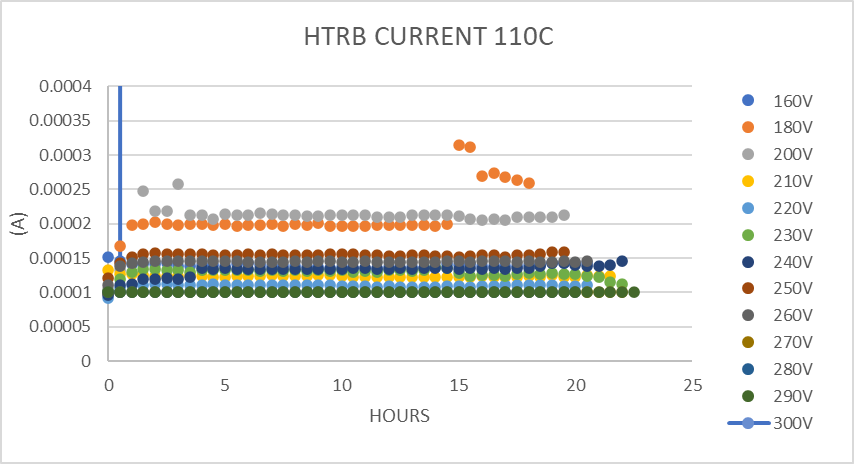 HTRB CURRENT 110C
0.0004
0.00035
0.0003
0.00025
0.0002
0.00015
0.0001
0.00005
0
(A)
0 5 10 15 20 25
HOURS
160V
180V
200V
210V
220V
230V
240V
250V
260V
270V
280V
290V
300V